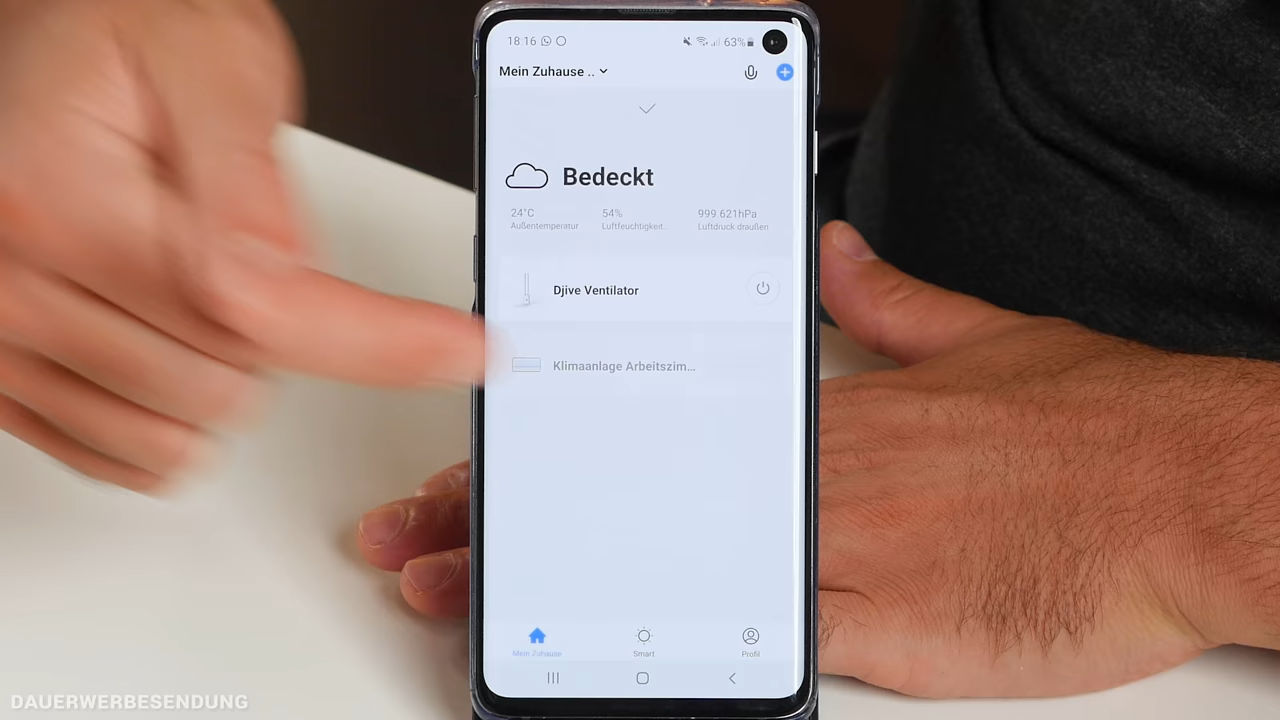 18:16 63%
Mein Zuhause ..
Bedeckt
24°C 54% 999.621hPa
Außentemperatur Luftfeuchtigkeit.. Luftdruck draußen
Djive Ventilator
Klimaanlage Arbeitszim...
Mein Zuhause Smart Profil
DAUERWERBESENDUNG